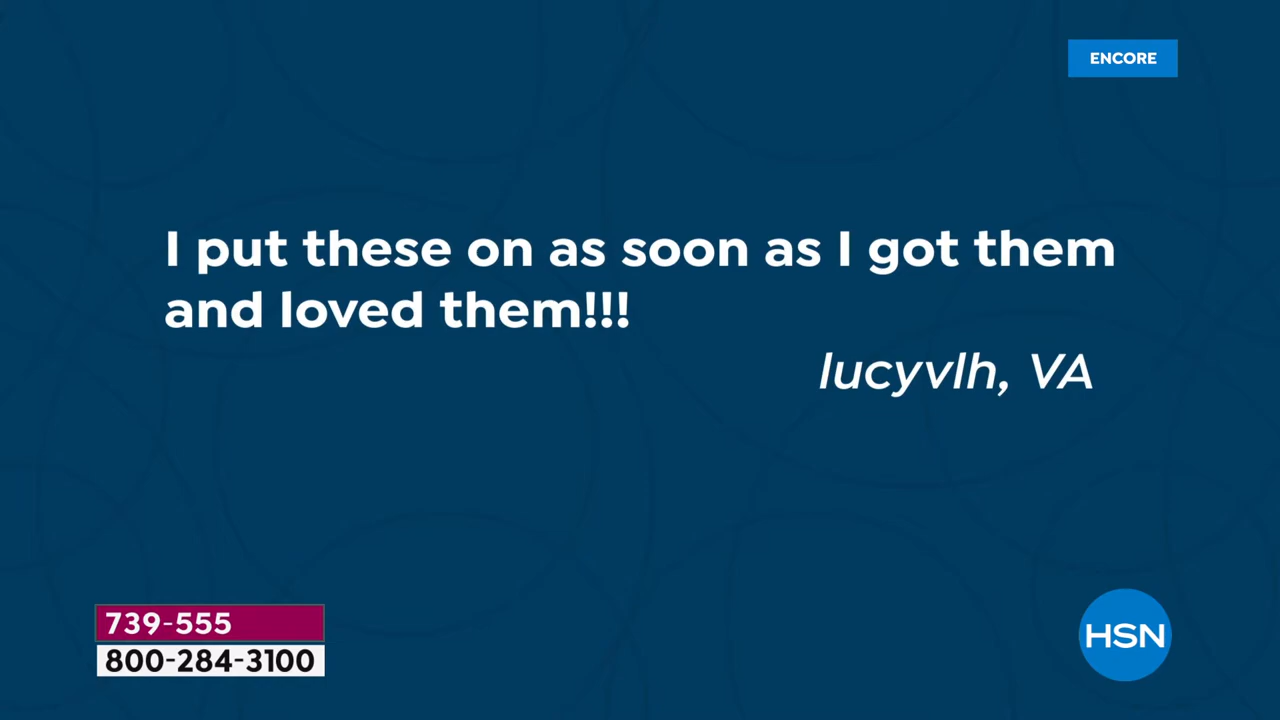 ENCORE
I put these on as soon as I got them
and loved them!!!
lucyvlh, VA
739-555
800-284-3100
HSN